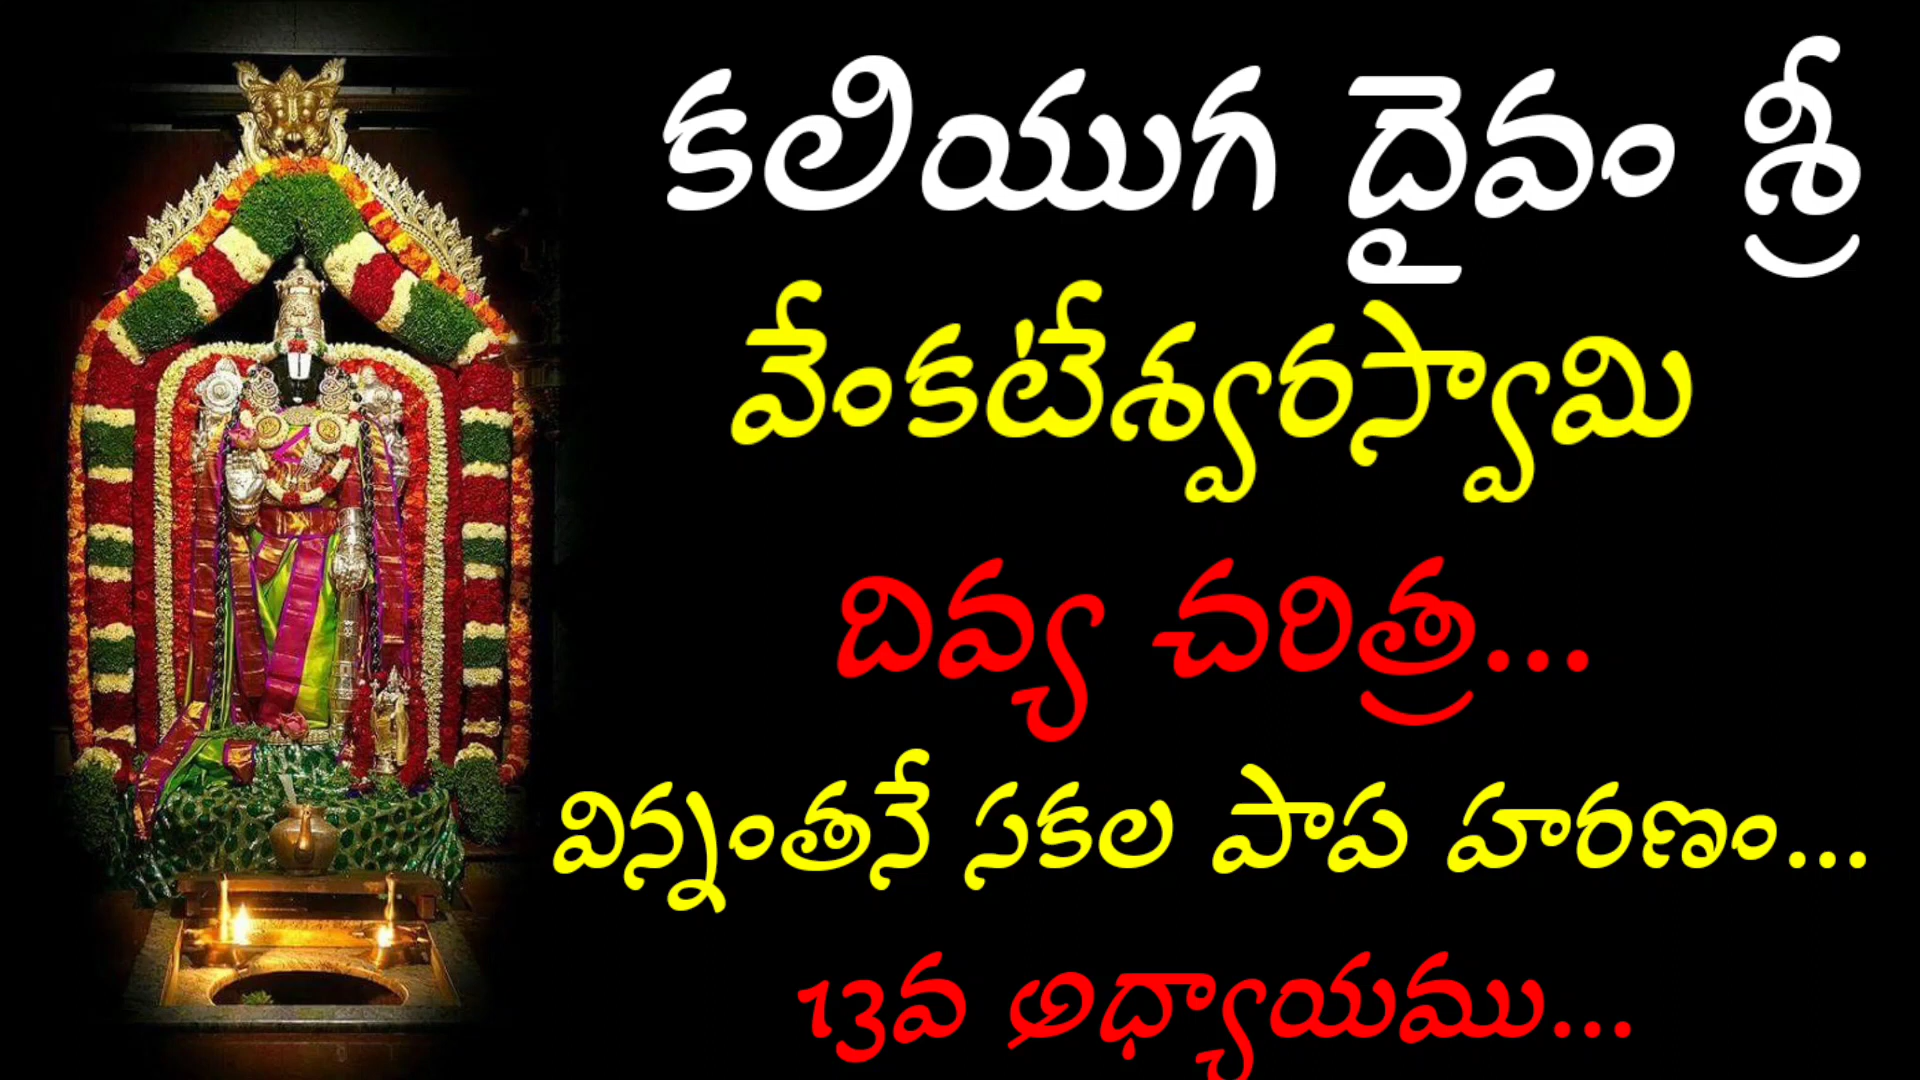 కలియుగ దైవం శ్రీ
వేంకటేశ్వరస్వామి
దివ్య చరిత్ర...
విన్నంతనే సకల పాప హరణం...
13వ అధ్యాయము...